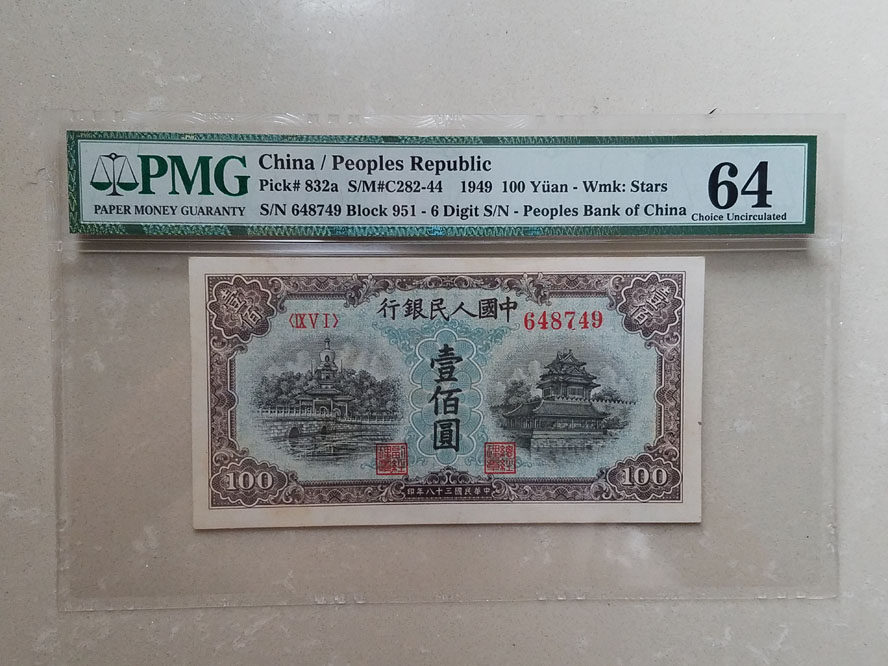 PMG
PAPER MONEY GUARANTY
China / Peoples Republic
Pick# 832a S/M#C282-44 1949 100 Yüan - Wmk: Stars
S/N 648749 Block 951 - 6 Digit S/N - Peoples Bank of China
64
Choice Uncirculated
壹佰
行銀民人國中
壹佰
〈IX V I〉
648749
壹佰圓
100
印年八十三國民華中
100